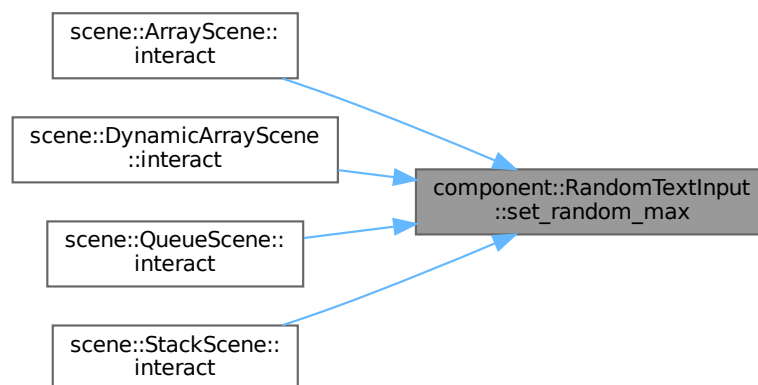 scene::ArrayScene::
interact
scene::DynamicArrayScene
::interact
component::RandomTextInput
::set_random_max
scene::QueueScene::
interact
scene::StackScene::
interact